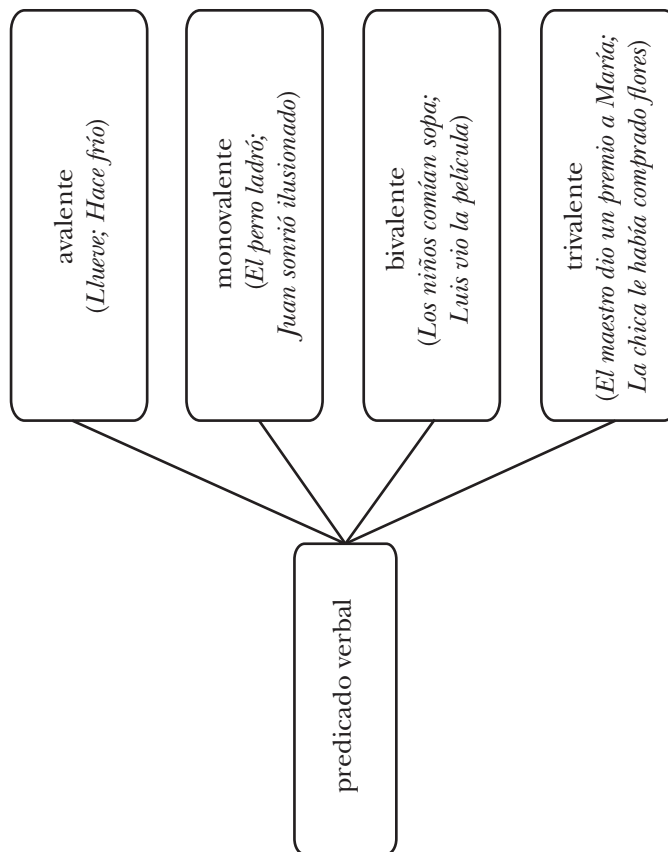 predicado verbal
avalente
(Llueve; Hace frío)
monovalente
(El perro ladró;
Juan sonrió ilusionado)
bivalente
(Los niños comían sopa;
Luis vio la película)
trivalente
(El maestro dio un premio a María;
La chica le había comprado flores)